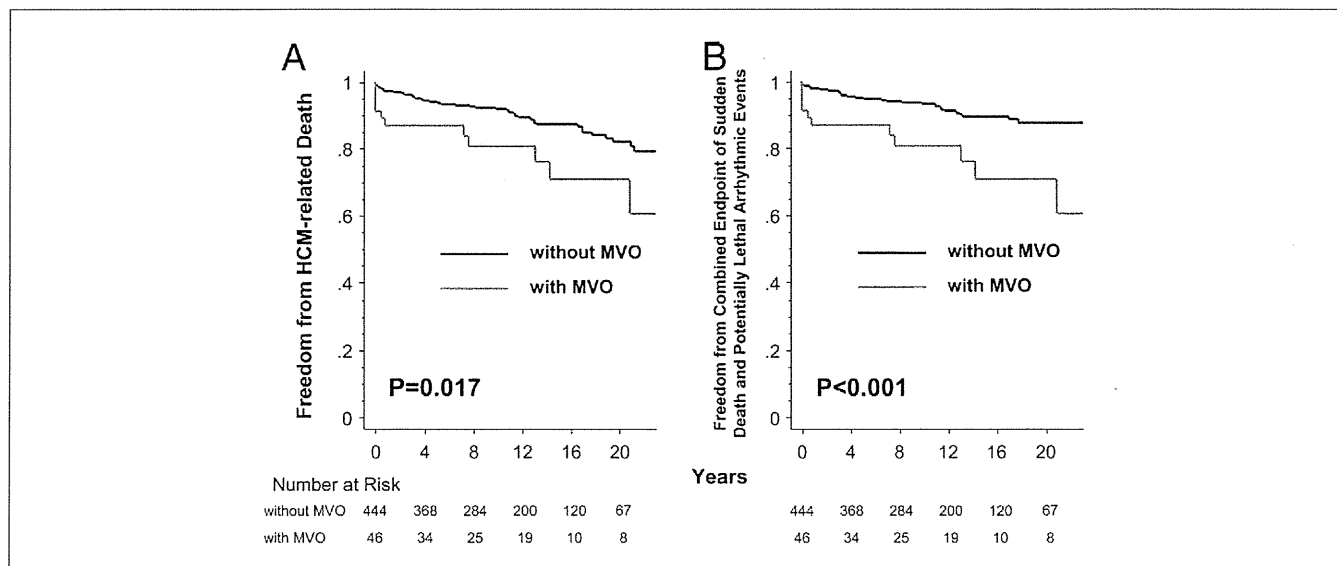 A
Freedom from HCM-related Death
1
.8
.6
.4
.2
0
without MVO
with MVO
P=0.017
0 4 8 12 16 20
B
Freedom from Combined Endpoint of Sudden
Death and Potentially Lethal Arrhythmic Events
1
.8
.6
.4
.2
0
without MVO
with MVO
P<0.001
0 4 8 12 16 20
Years
Number at Risk
without MVO 444 368 284 200 120 67
with MVO 46 34 25 19 10 8
444 368 284 200 120 67
46 34 25 19 10 8